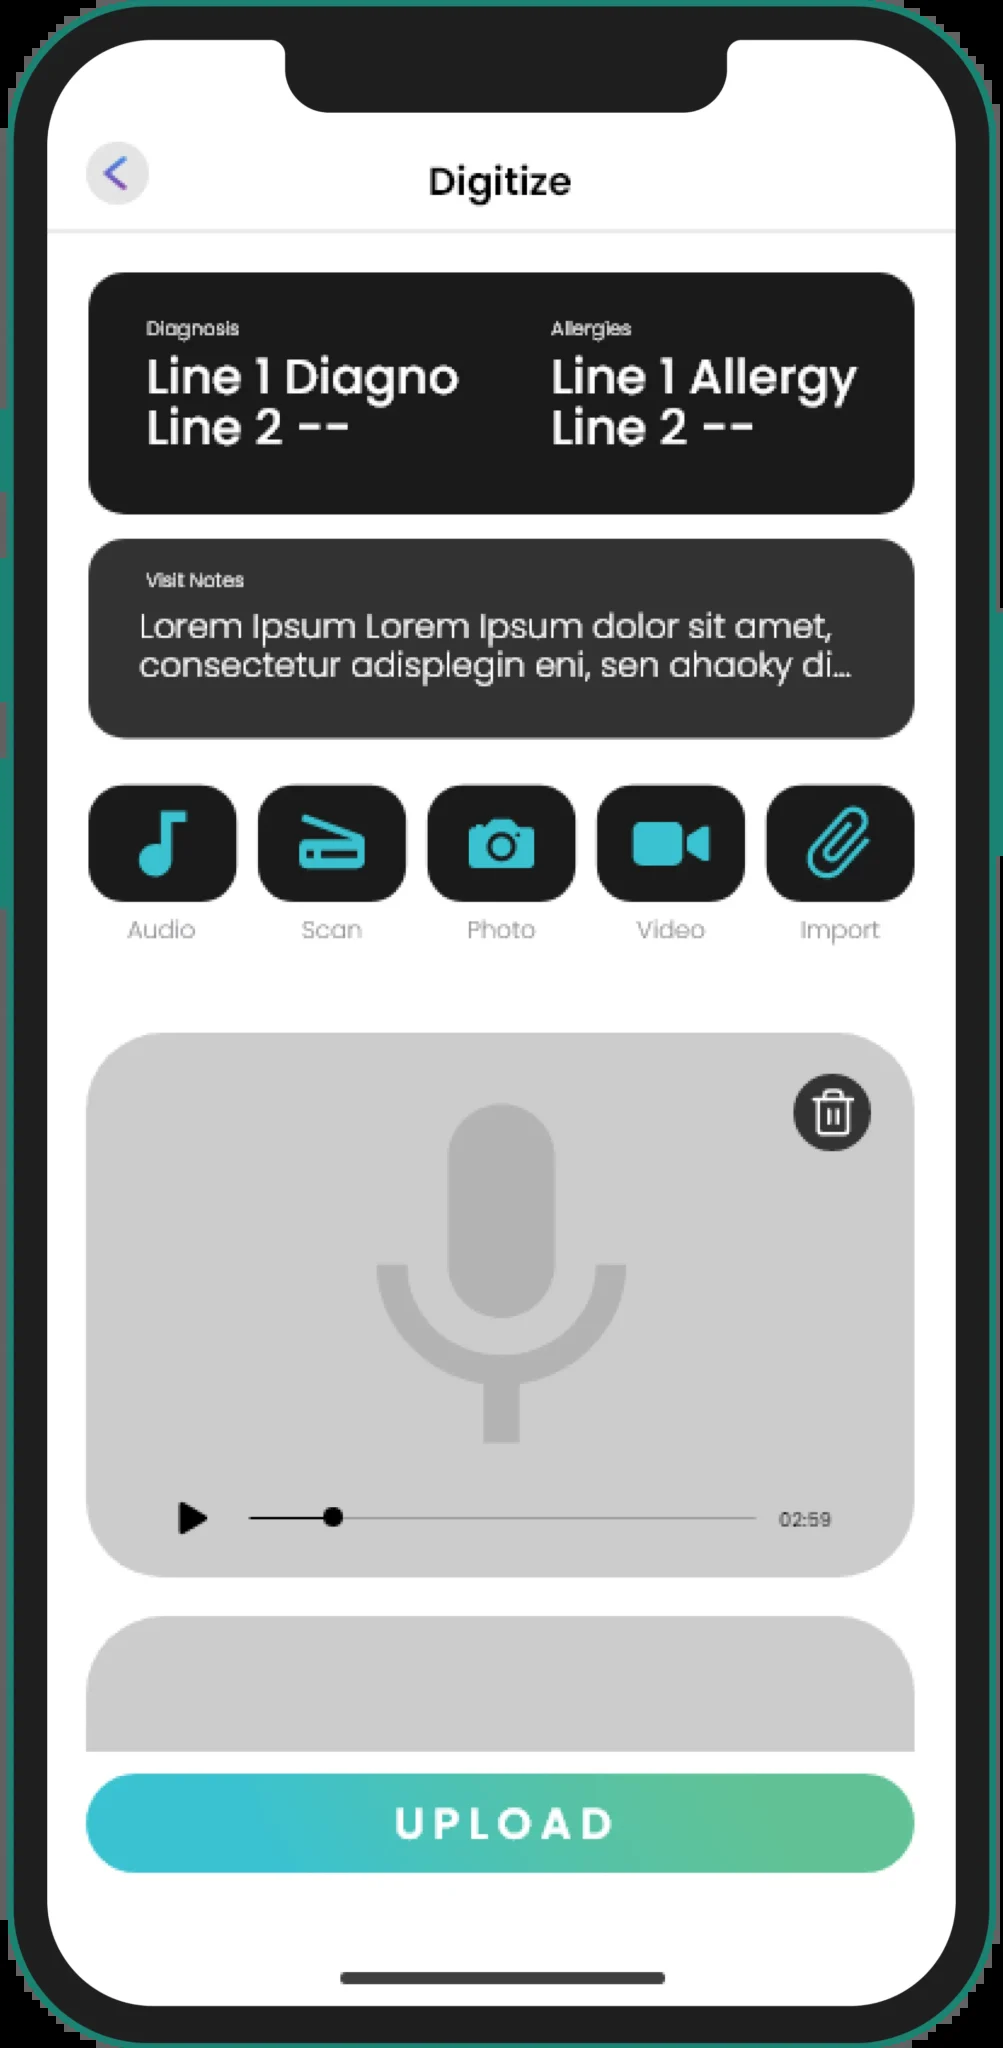 Digitize
Diagnosis
Line 1 Diagno
Line 2 --
Allergies
Line 1 Allergy
Line 2 --
Visit Notes
Lorem Ipsum Lorem Ipsum dolor sit amet,
consectetur adisplegin eni, sen ahaoky di...
Audio
Scan
Photo
Video
Import
02:59
UPLOAD